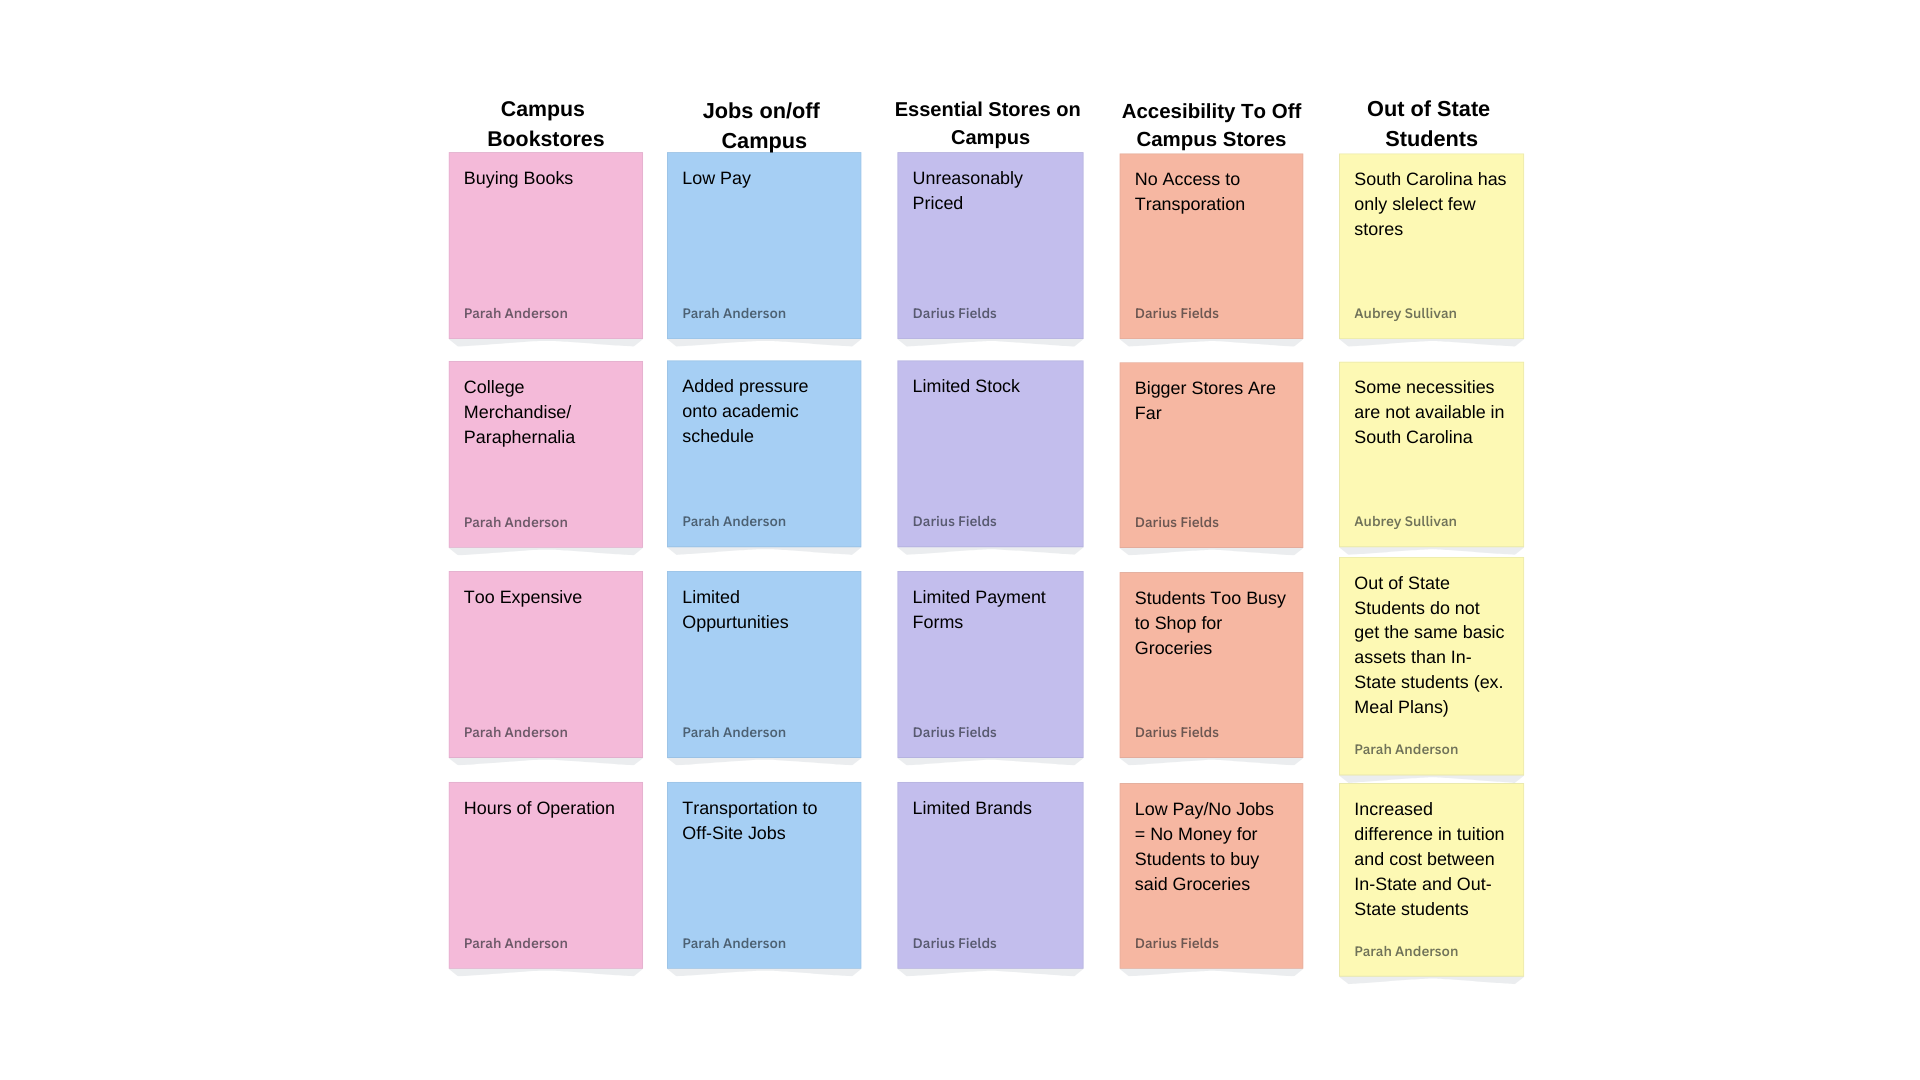 Campus
Bookstores
Buying Books
Parah Anderson
College
Merchandise/
Paraphernalia
Parah Anderson
Too Expensive
Parah Anderson
Hours of Operation
Parah Anderson
Jobs on/off
Campus
Low Pay
Parah Anderson
Added pressure
onto academic
schedule
Parah Anderson
Limited
Oppurtunities
Parah Anderson
Transportation to
Off-Site Jobs
Parah Anderson
Essential Stores on
Campus
Unreasonably
Priced
Darius Fields
Limited Stock
Darius Fields
Limited Payment
Forms
Darius Fields
Limited Brands
Darius Fields
Accesibility To Off
Campus Stores
No Access to
Transporation
Darius Fields
Bigger Stores Are
Far
Darius Fields
Students Too Busy
to Shop for
Groceries
Darius Fields
Low Pay/No Jobs
= No Money for
Students to buy
said Groceries
Darius Fields
Out of State
Students
South Carolina has
only slelect few
stores
Aubrey Sullivan
Some necessities
are not available in
South Carolina
Aubrey Sullivan
Out of State
Students do not
get the same basic
assets than In-
State students (ex.
Meal Plans)
Parah Anderson
Increased
difference in tuition
and cost between
In-State and Out-
State students
Parah Anderson